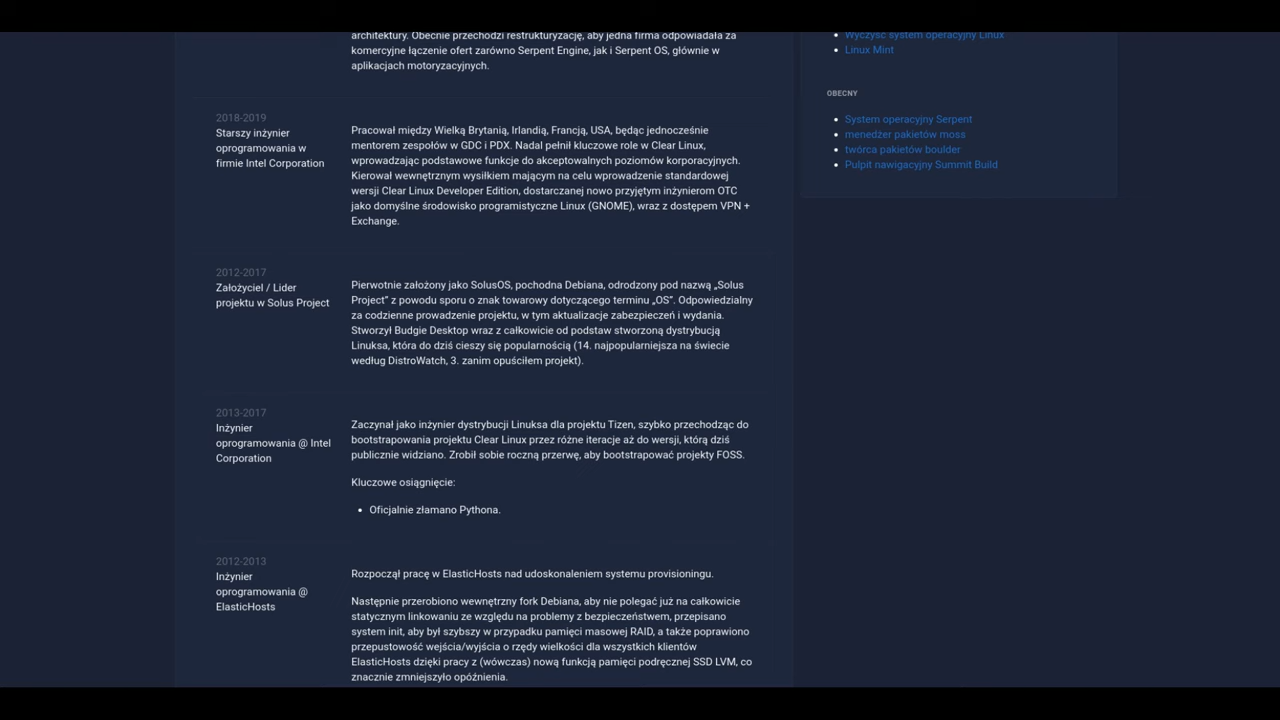 architektury. Obecnie przechodzi restrukturyzację, aby jedna firma odpowiadała za
komercyjne łączenie ofert zarówno Serpent Engine, jak i Serpent OS, głównie w
aplikacjach motoryzacyjnych.
2018-2019
Starszy inżynier
oprogramowania w
firmie Intel Corporation
Pracował między Wielką Brytanią, Irlandią, Francją, USA, będąc jednocześnie
mentorem zespołów w GDC i PDX. Nadal pełnił kluczowe role w Clear Linux,
wprowadzając podstawowe funkcje do akceptowalnych poziomów korporacyjnych.
Kierował wewnętrznym wysiłkiem mającym na celu wprowadzenie standardowej
wersji Clear Linux Developer Edition, dostarczanej nowo przyjętym inżynierom OTC
jako domyślne środowisko programistyczne Linux (GNOME), wraz z dostępem VPN +
Exchange.
2012-2017
Założyciel / Lider
projektu w Solus Project
Pierwotnie założony jako SolusOS, pochodna Debiana, odrodzony pod nazwą „Solus
Project” z powodu sporu o znak towarowy dotyczącego terminu „OS”. Odpowiedzialny
za codzienne prowadzenie projektu, w tym aktualizacje zabezpieczeń i wydania.
Stworzył Budgie Desktop wraz z całkowicie od podstaw stworzoną dystrybucją
Linuksa, która do dziś cieszy się popularnością (14. najpopularniejsza na świecie
według DistroWatch, 3. zanim opuściłem projekt).
2013-2017
Inżynier
oprogramowania @ Intel
Corporation
Zaczynał jako inżynier dystrybucji Linuksa dla projektu Tizen, szybko przechodząc do
bootstrapowania projektu Clear Linux przez różne iteracje aż do wersji, którą dziś
publicznie widziano. Zrobił sobie roczną przerwę, aby bootstrapować projekty FOSS.
Kluczowe osiągnięcie:
• Oficjalnie złamano Pythona.
2012-2013
Inżynier
oprogramowania @
ElasticHosts
Rozpoczął pracę w ElasticHosts nad udoskonaleniem systemu provisioningu.
Następnie przerobiono wewnętrzny fork Debiana, aby nie polegać już na całkowicie
statycznym linkowaniu ze względu na problemy z bezpieczeństwem, przepisano
system init, aby był szybszy w przypadku pamięci masowej RAID, a także poprawiono
przepustowość wejścia/wyjścia o rzędy wielkości dla wszystkich klientów
ElasticHosts dzięki pracy z (wówczas) nową funkcją pamięci podręcznej SSD LVM, co
znacznie zmniejszyło opóźnienia.
• Wyczyść system operacyjny Linux
• Linux Mint
OBECNY
• System operacyjny Serpent
• menedżer pakietów moss
• twórca pakietów boulder
• Pulpit nawigacyjny Summit Build